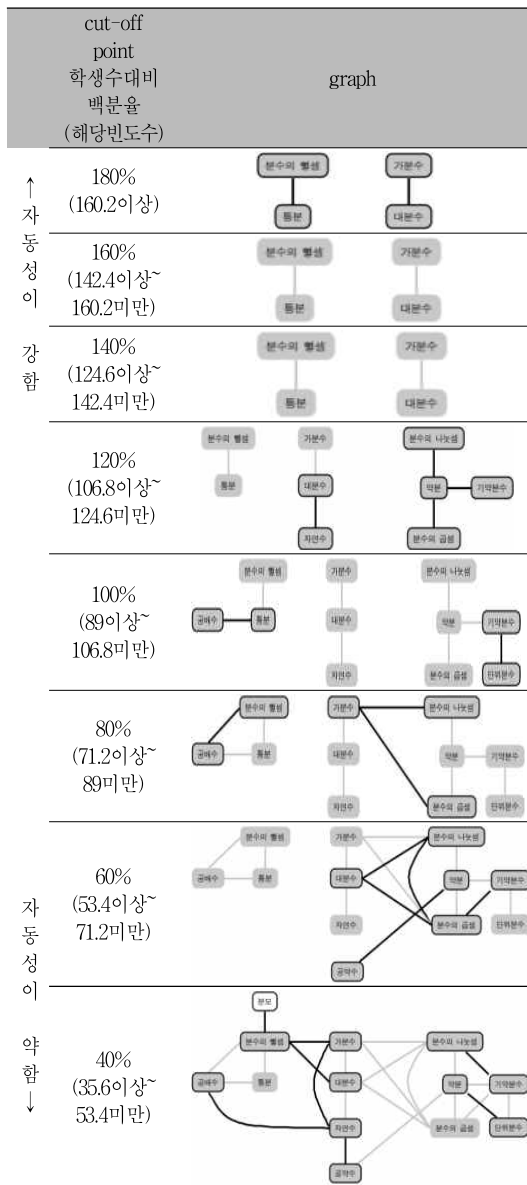 cut-off
point
학생수대비
백분율
(해당빈도수)
graph
↑
자
동
성
이
강
함
180%
(160.2이상)
분수의 뺄셈
가분수
통분
대분수
160%
(142.4이상~
160.2미만)
분수의 뺄셈
가분수
통분
대분수
140%
(124.6이상~
142.4미만)
분수의 뺄셈
가분수
통분
대분수
120%
(106.8이상~
124.6미만)
분수의 뺄셈
가분수
분수의 나눗셈
통분
대분수
약분
기약분수
자연수
분수의 곱셈
100%
(89이상~
106.8미만)
분수의 뺄셈
가분수
분수의 나눗셈
공배수
통분
대분수
약분
기약분수
자연수
분수의 곱셈
단위분수
80%
(71.2이상~
89미만)
분수의 뺄셈
가분수
분수의 나눗셈
공배수
통분
대분수
약분
기약분수
자연수
분수의 곱셈
단위분수
자
동
성
이
약
함
↓
60%
(53.4이상~
71.2미만)
분수의 뺄셈
가분수
분수의 나눗셈
공배수
통분
대분수
약분
기약분수
자연수
분수의 곱셈
단위분수
공약수
40%
(35.6이상~
53.4미만)
분모
분수의 뺄셈
가분수
분수의 나눗셈
공배수
통분
대분수
약분
기약분수
자연수
분수의 곱셈
단위분수
공약수